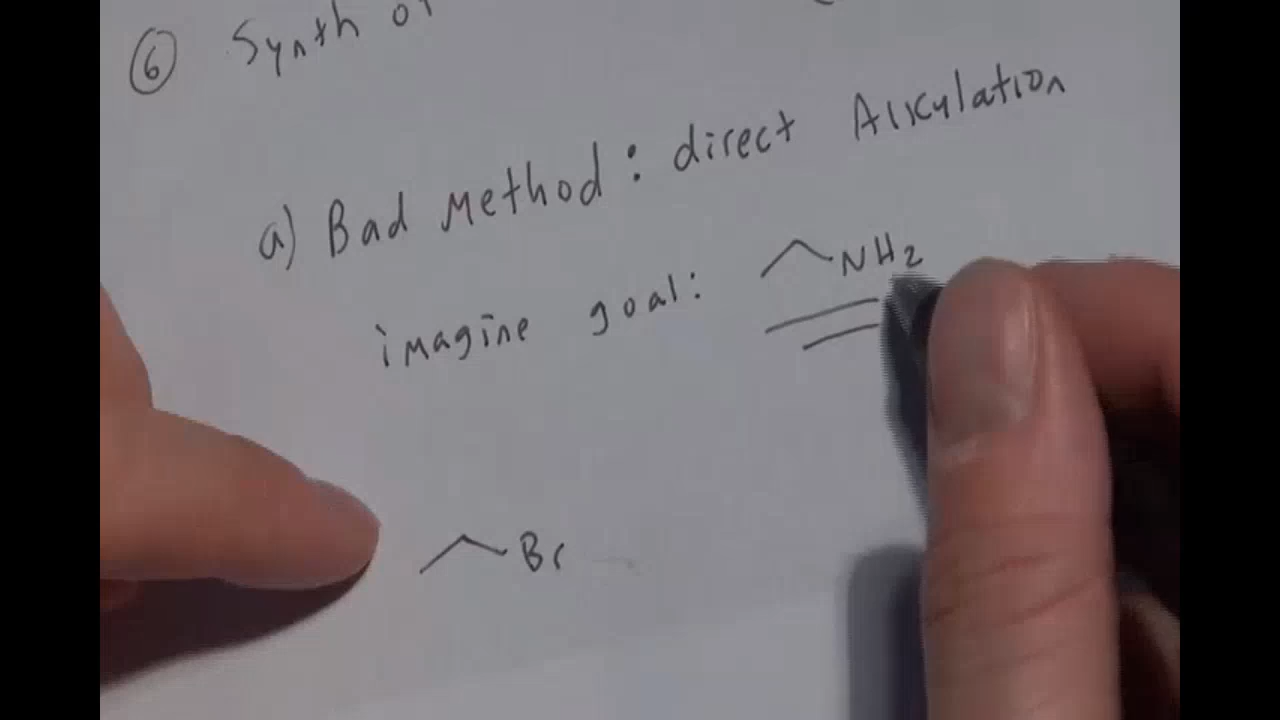 ⑥ Synth of
a) Bad Method: direct Alkylation
imagine goal: NH2
Br